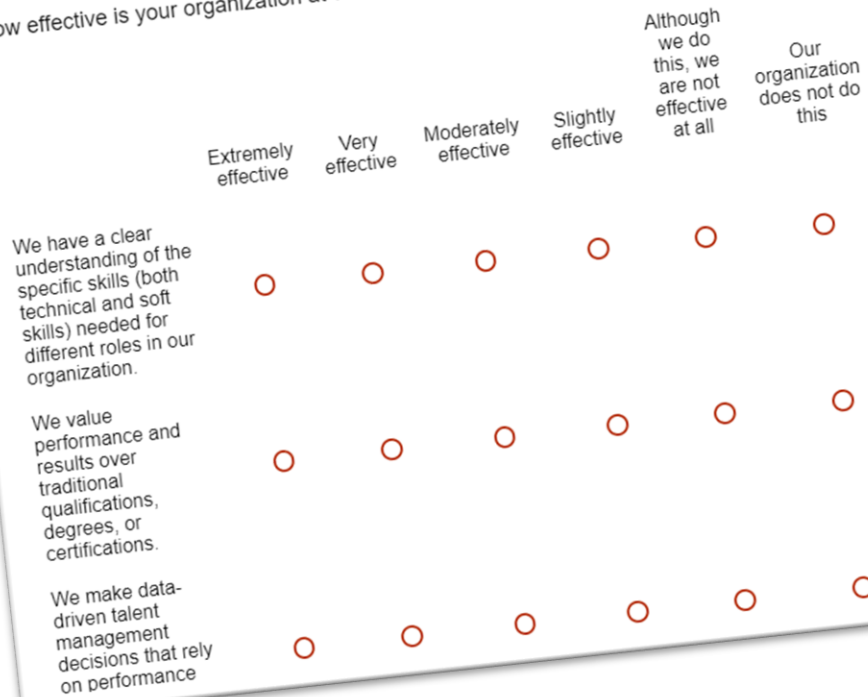 ow effective is your organization
Extremely
effective
Very
effective
Moderately
effective
Slightly
effective
Although
we do
this, we
are not
effective
at all
Our
organization
does not do
this
We have a clear
understanding of the
specific skills (both
technical and soft
skills) needed for
different roles in our
organization.
We value
performance and
results over
traditional
qualifications,
degrees, or
certifications.
We make data-
driven talent
management
decisions that rely
on performance